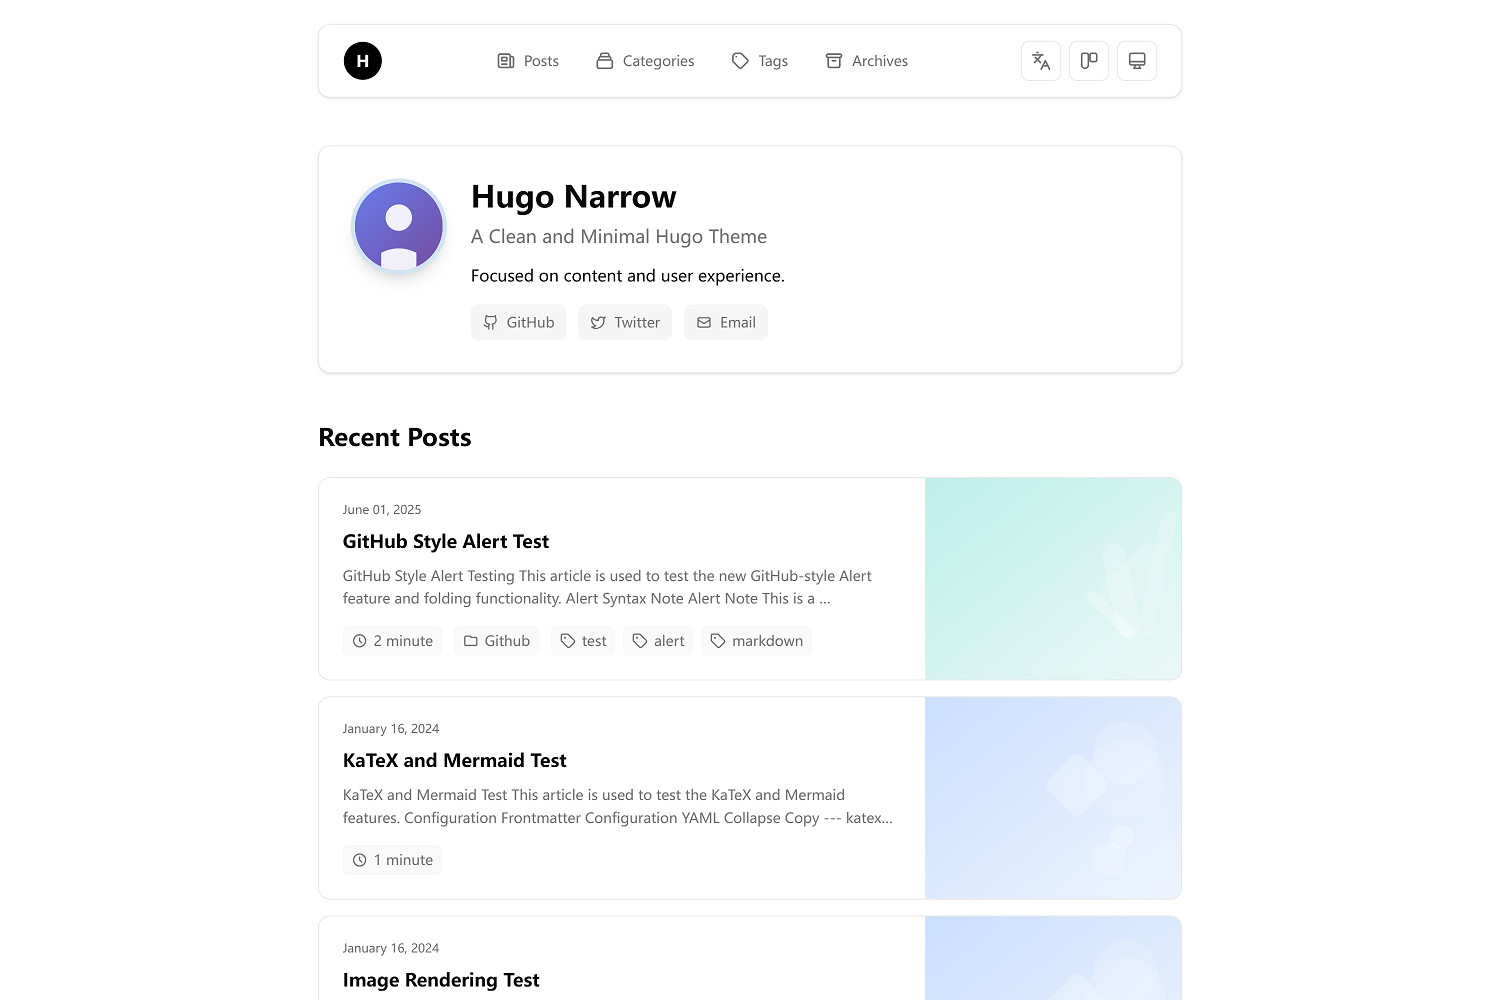 H
Posts
Categories
Tags
Archives
Hugo Narrow
A Clean and Minimal Hugo Theme
Focused on content and user experience.
GitHub
Twitter
Email
Recent Posts
June 01, 2025
GitHub Style Alert Test
GitHub Style Alert Testing This article is used to test the new GitHub-style Alert
feature and folding functionality. Alert Syntax Note Alert Note This is a ...
2 minute
Github
test
alert
markdown
January 16, 2024
KaTeX and Mermaid Test
KaTeX and Mermaid Test This article is used to test the KaTeX and Mermaid
features. Configuration Frontmatter Configuration YAML Collapse Copy --- katex...
1 minute
January 16, 2024
Image Rendering Test